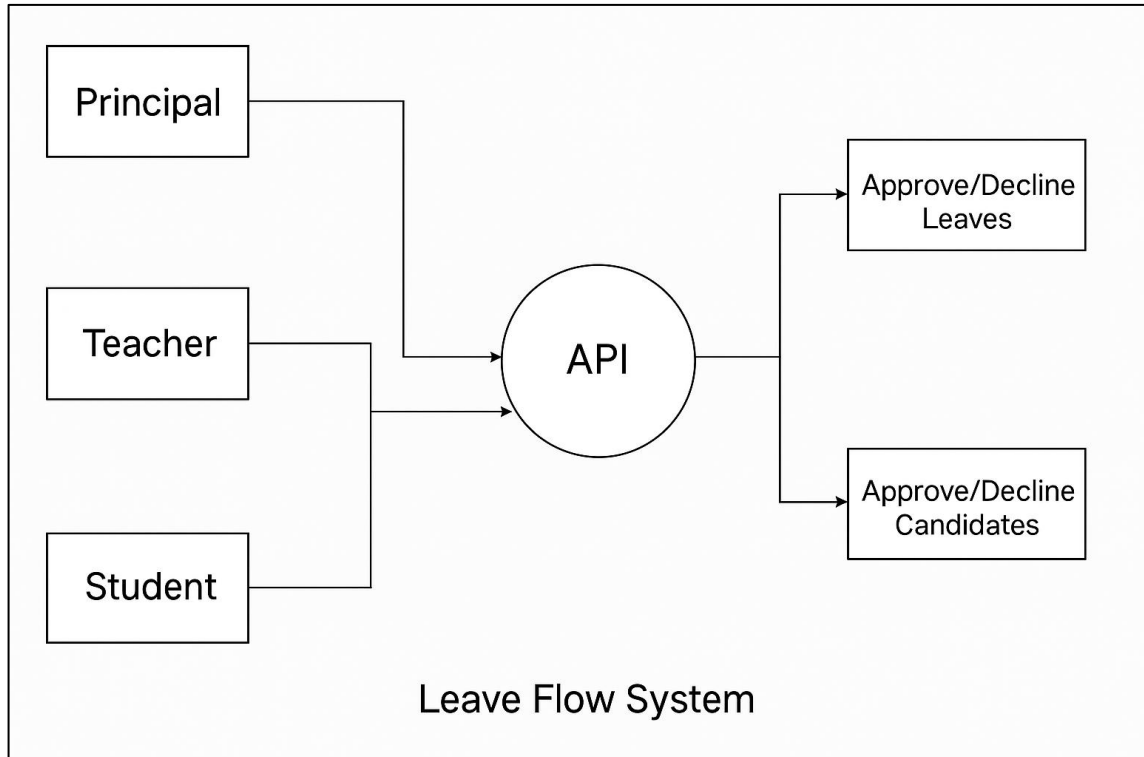 Principal
Teacher
Student
API
Approve/Decline
Leaves
Approve/Decline
Candidates
Leave Flow System